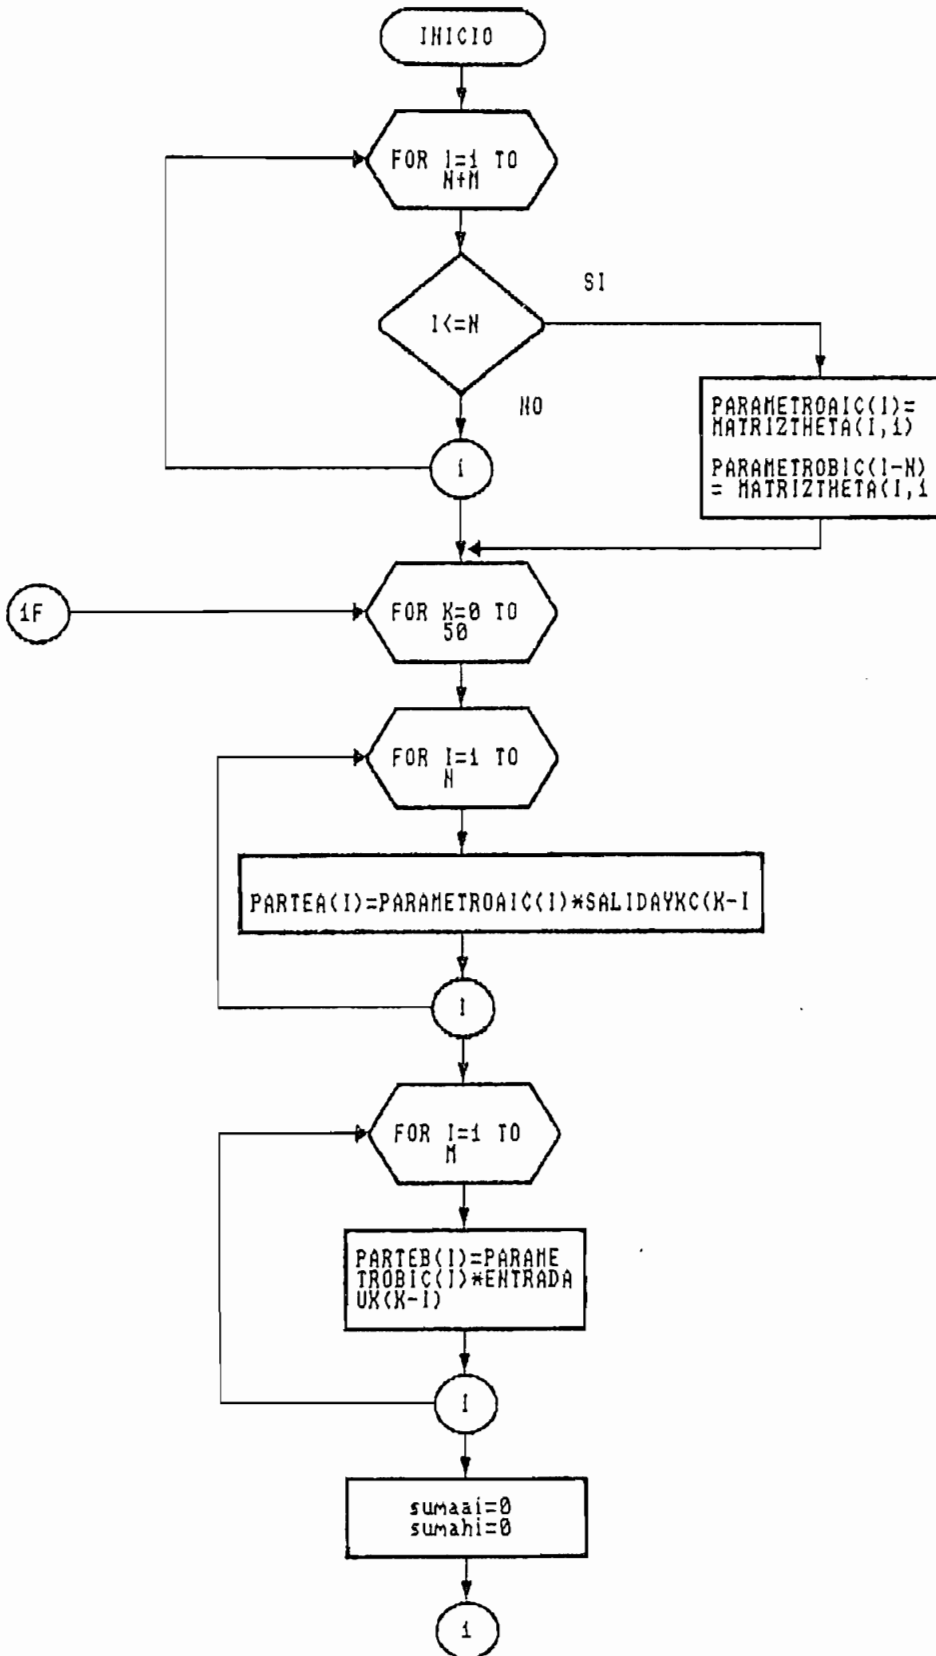 INICIO
FOR I=1 TO
N+M
SI
I<=N
NO
PARAMETROAIC(I)=
MATRIZTHETA(I,1)
PARAMETROBIC(I-N)
= MATRIZTHETA(I,1
i
1F
FOR K=0 TO
50
FOR I=1 TO
N
PARTEA(I)=PARAMETROAIC(I)*SALIDAYKC(K-I
I
FOR I=1 TO
M
PARTEB(I)=PARAME
TROBIC(I)*ENTRADA
UK(K-I)
I
sumaai=0
sumahi=0
1